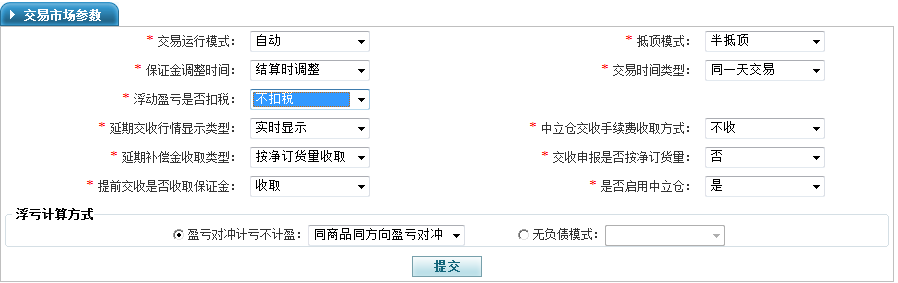 交易市场参数
* 交易运行模式： 自动 * 抵顶模式： 半抵顶
* 保证金调整时间： 结算时调整 * 交易时间类型： 同一天交易
* 浮动盈亏是否扣税： 不扣税
* 延期交收行情显示类型： 实时显示 * 中立仓交收手续费收取方式： 不收
* 延期补偿金收取类型： 按净订货量收取 * 交收申报是否按净订货量： 否
* 提前交收是否收取保证金： 收取 * 是否启用中立仓： 是
浮亏计算方式
盈亏对冲计亏不计盈： 同商品同方向盈亏对冲 无负债模式：
提交